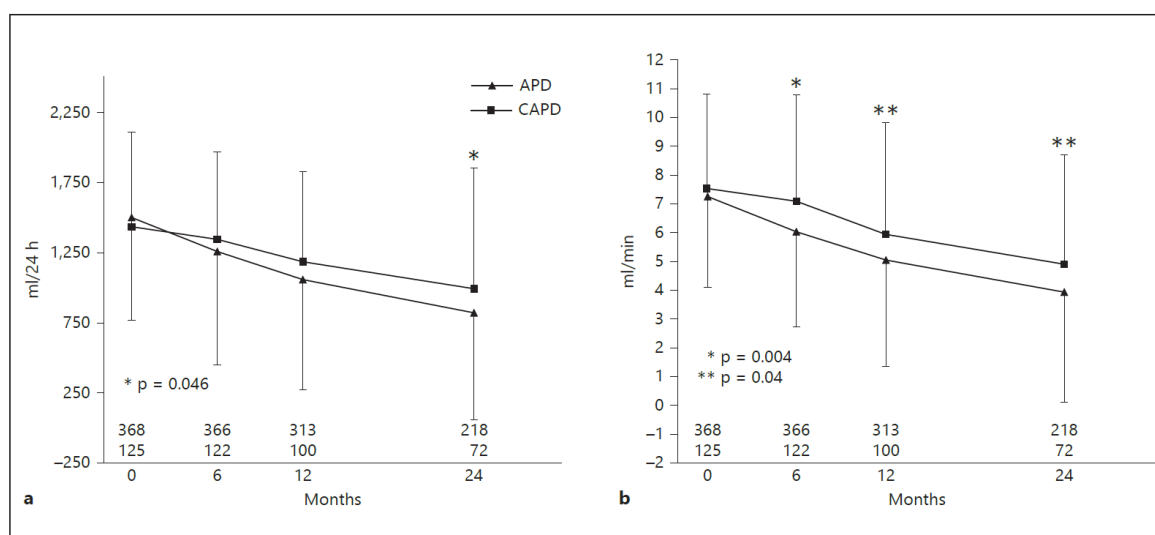 APD
CAPD
2,250
1,750
1,250
750
250
–250
ml/24 h
*
* p = 0.046
368 366 313 218
125 122 100 72
0 6 12 24
Months
a
12
11
10
9
8
7
6
5
4
3
2
1
0
–1
–2
ml/min
* ** **
* p = 0.004
** p = 0.04
368 366 313 218
125 122 100 72
0 6 12 24
Months
b